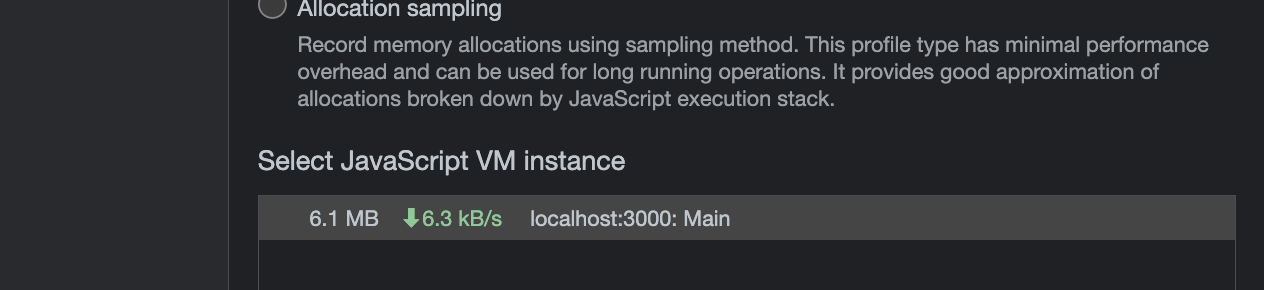 Allocation sampling
Record memory allocations using sampling method. This profile type has minimal performance
overhead and can be used for long running operations. It provides good approximation of
allocations broken down by JavaScript execution stack.
Select JavaScript VM instance
6.1 MB 6.3 kB/s localhost:3000: Main